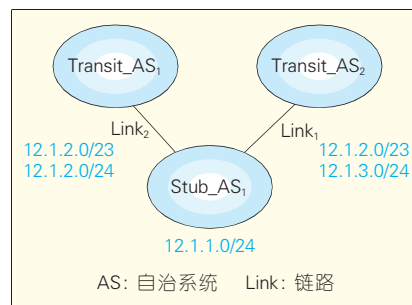 Transit_AS₁
Transit_AS₂
Link₂
Link₁
12.1.2.0/23
12.1.2.0/24
12.1.2.0/23
12.1.3.0/24
Stub_AS₁
12.1.1.0/24
AS: 自治系统 Link: 链路